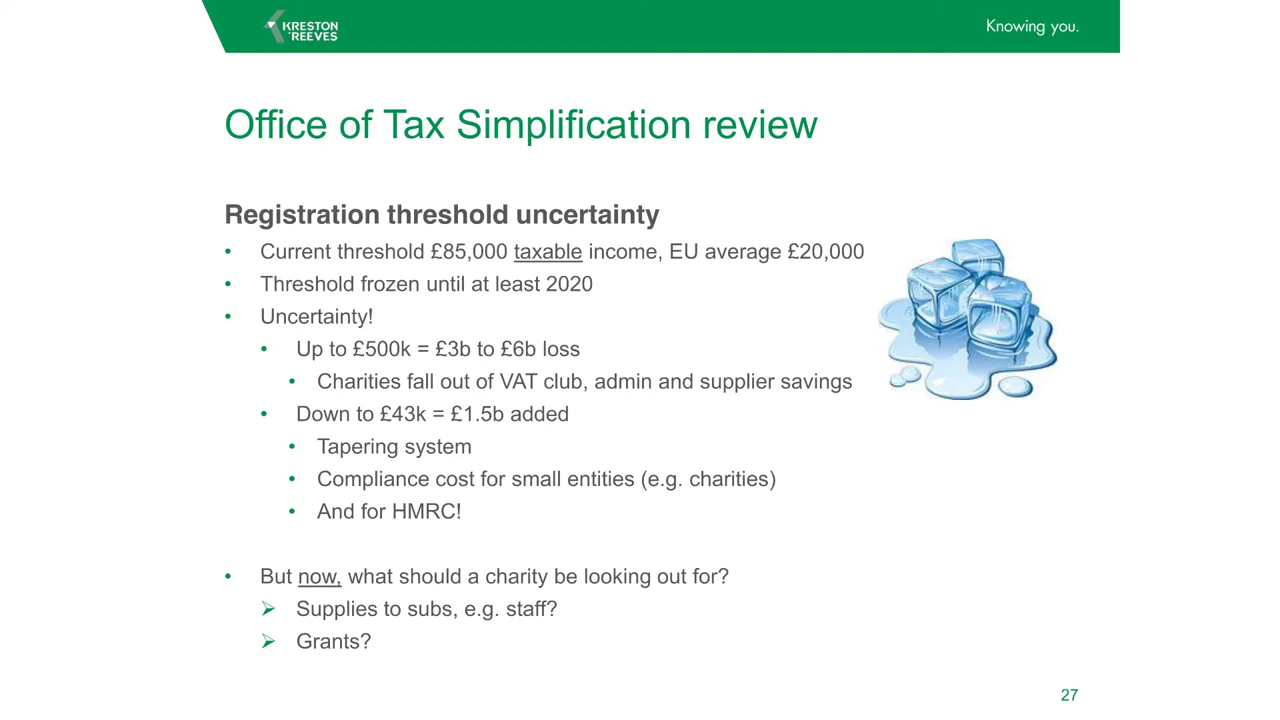 KRESTON
REEVES
Knowing you.
Office of Tax Simplification review
Registration threshold uncertainty
• Current threshold £85,000 taxable income, EU average £20,000
• Threshold frozen until at least 2020
• Uncertainty!
• Up to £500k = £3b to £6b loss
• Charities fall out of VAT club, admin and supplier savings
• Down to £43k = £1.5b added
• Tapering system
• Compliance cost for small entities (e.g. charities)
• And for HMRC!
• But now, what should a charity be looking out for?
➢ Supplies to subs, e.g. staff?
➢ Grants?
27